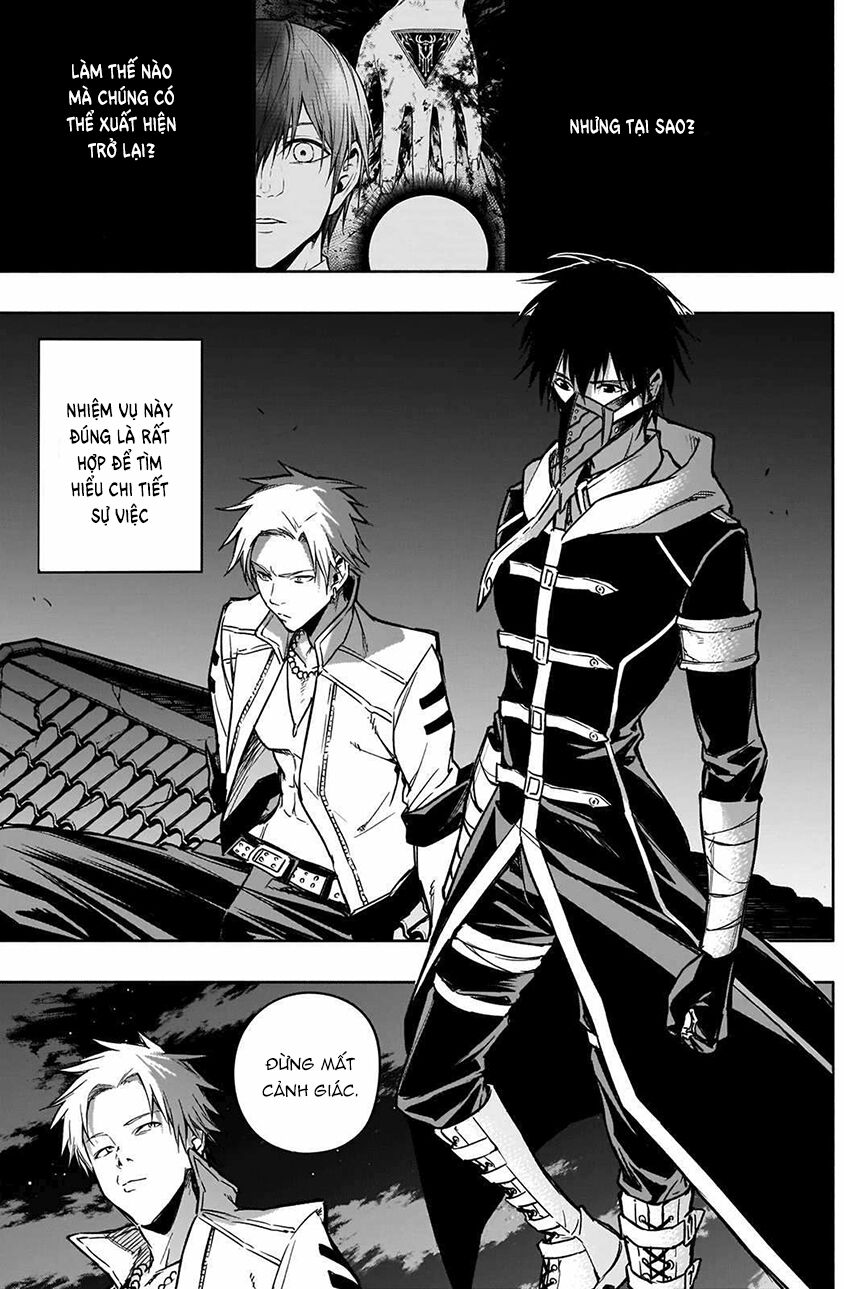 NHƯNG TẠI SAO?
LÀM THẾ NÀO
MÀ CHÚNG CÓ
THỂ XUẤT HIỆN
TRỞ LẠI?
NHIỆM VỤ NÀY
ĐÚNG LÀ RẤT
HỢP ĐỂ TÌM
HIỂU CHI TIẾT
SỰ VIỆC
ĐỪNG MẤT
CẢNH GIÁC.